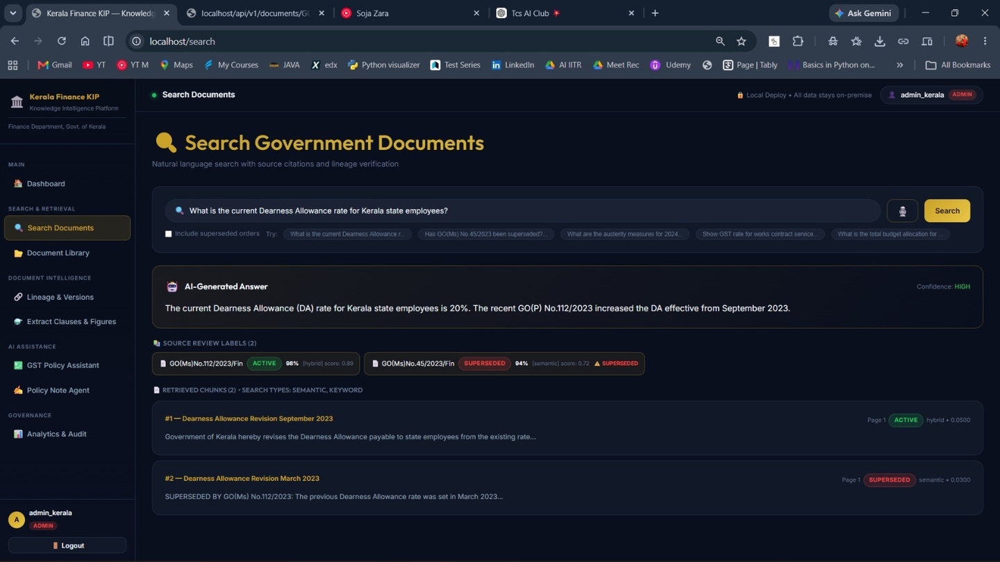 Kerala Finance KIP — Knowledg
localhost/api/v1/documents/GO
Soja Zara
Tcs AI Club
Ask Gemini
localhost/search
Gmail
YT
YT M
Maps
My Courses
JAVA
edx
Python visualizer
Test Series
LinkedIn
AI IITR
Meet Rec
Udemy
Page | Tably
Basics in Python on...
All Bookmarks
Kerala Finance KIP
Knowledge Intelligence Platform
Finance Department, Govt. of Kerala
Search Documents
Local Deploy • All data stays on-premise
admin_kerala ADMIN
MAIN
Dashboard
SEARCH & RETRIEVAL
Search Documents
Document Library
DOCUMENT INTELLIGENCE
Lineage & Versions
Extract Clauses & Figures
AI ASSISTANCE
GST Policy Assistant
Policy Note Agent
GOVERNANCE
Analytics & Audit
A
admin_kerala
ADMIN
Logout
Search Government Documents
Natural language search with source citations and lineage verification
What is the current Dearness Allowance rate for Kerala state employees?
Search
Include superseded orders Try: What is the current Dearness Allowance r... Has GO(Ms) No.45/2023 been superseded?... What are the austerity measures for 2024... Show GST rate for works contract service... What is the total budget allocation for ...
AI-Generated Answer
Confidence: HIGH
The current Dearness Allowance (DA) rate for Kerala state employees is 20%. The recent GO(P) No.112/2023 increased the DA effective from September 2023.
SOURCE REVIEW LABELS (2)
GO(Ms)No.112/2023/Fin ACTIVE 98% [hybrid] score: 0.89
GO(Ms)No.45/2023/Fin SUPERSEDED 94% [semantic] score: 0.72 SUPERSEDED
RETRIEVED CHUNKS (2) • SEARCH TYPES: SEMANTIC, KEYWORD
#1 — Dearness Allowance Revision September 2023
Page 1 ACTIVE hybrid • 0.0500
Government of Kerala hereby revises the Dearness Allowance payable to state employees from the existing rate...
#2 — Dearness Allowance Revision March 2023
Page 1 SUPERSEDED semantic • 0.0300
SUPERSEDED BY GO(Ms) No.112/2023: The previous Dearness Allowance rate was set in March 2023...